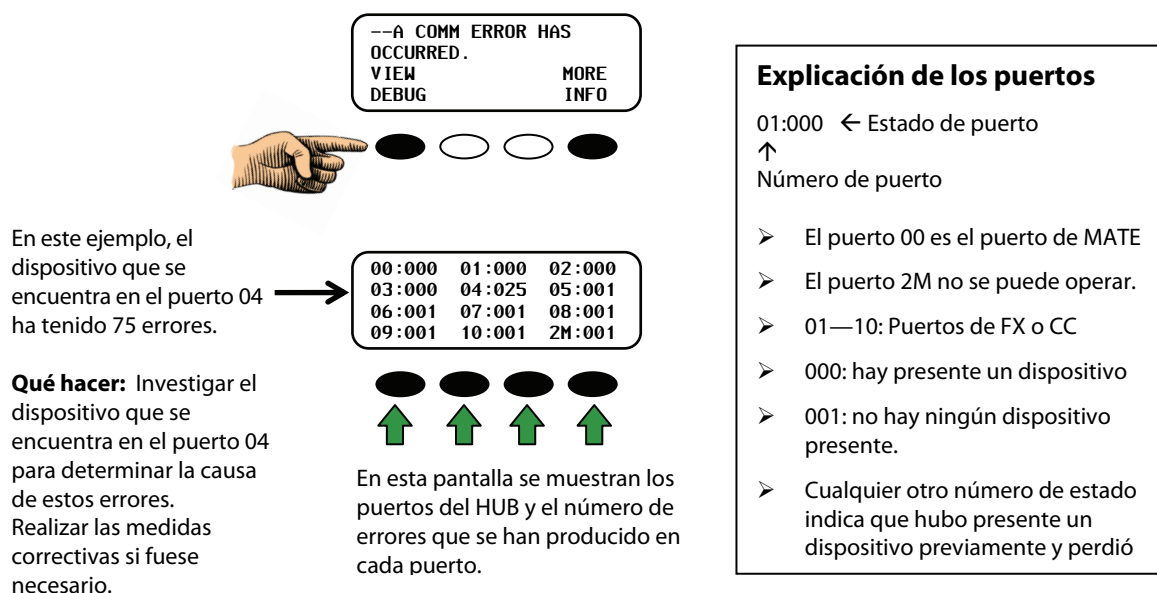 --A COMM ERROR HAS
OCCURRED.
VIEW MORE
DEBUG INFO
En este ejemplo, el
dispositivo que se
encuentra en el puerto 04
ha tenido 75 errores.
Qué hacer: Investigar el
dispositivo que se
encuentra en el puerto 04
para determinar la causa
de estos errores.
Realizar las medidas
correctivas si fuese
necesario.
00:000 01:000 02:000
03:000 04:025 05:001
06:001 07:001 08:001
09:001 10:001 2M:001
En esta pantalla se muestran los
puertos del HUB y el número de
errores que se han producido en
cada puerto.
Explicación de los puertos
01:000 ← Estado de puerto
↑
Número de puerto
➢ El puerto 00 es el puerto de MATE
➢ El puerto 2M no se puede operar.
➢ 01—10: Puertos de FX o CC
➢ 000: hay presente un dispositivo
➢ 001: no hay ningún dispositivo
presente.
➢ Cualquier otro número de estado
indica que hubo presente un
dispositivo previamente y perdió